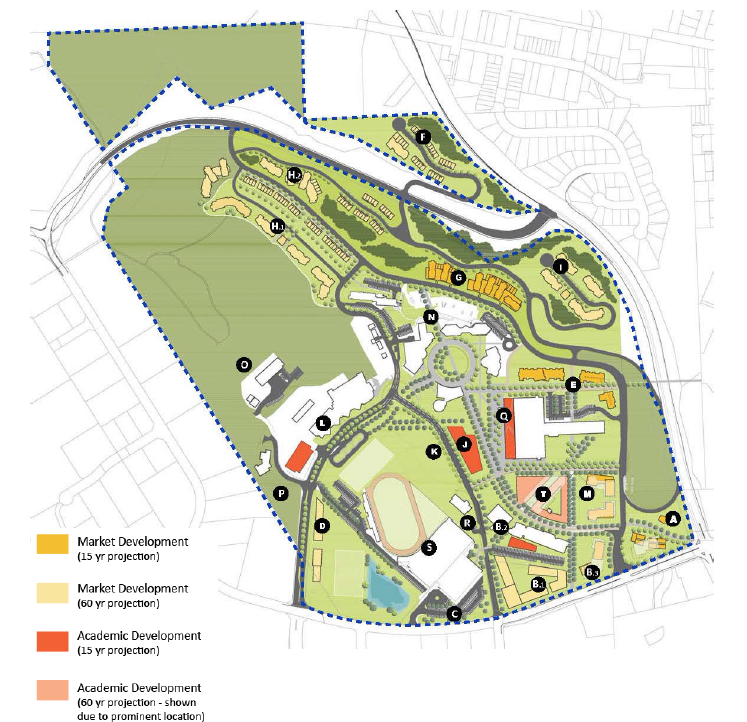 F
H.2
H.1
I
G
N
O
E
Q
L
J
K
T
M
P
A
D
R
B.2
S
B.3
B.1
C
Market Development
(15 yr projection)
Market Development
(60 yr projection)
Academic Development
(15 yr projection)
Academic Development
(60 yr projection - shown
due to prominent location)